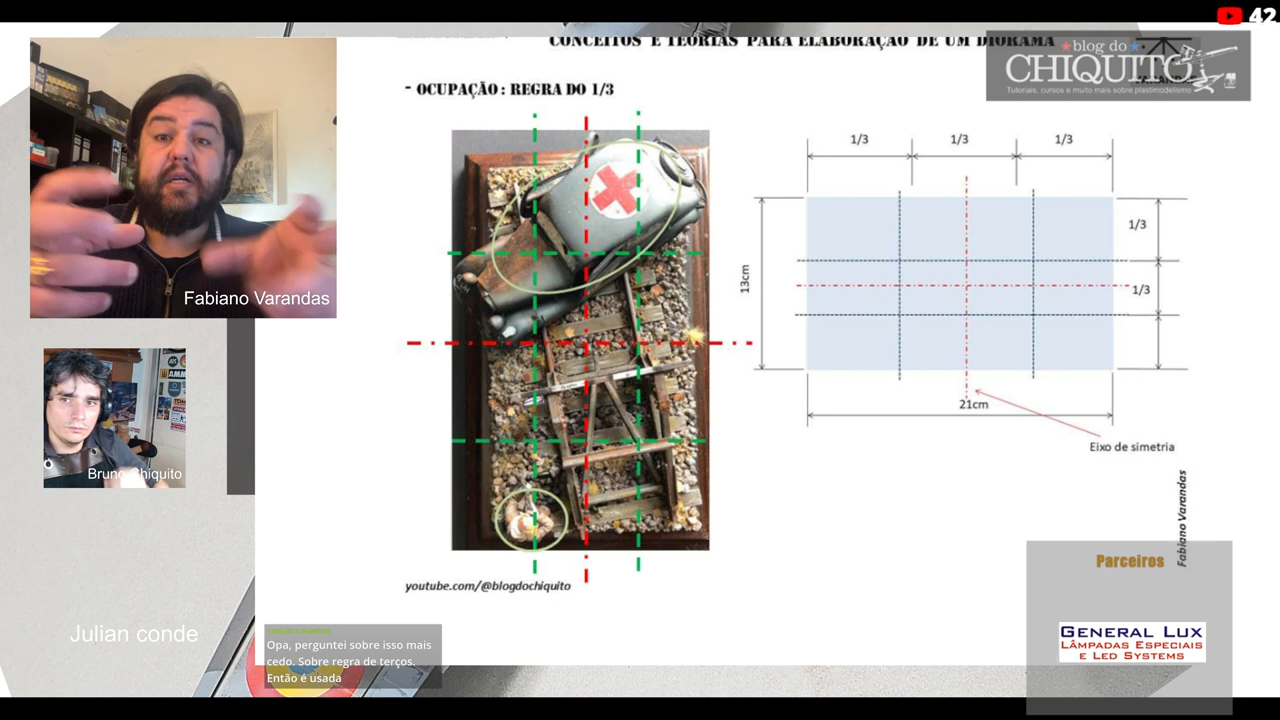 42
CONCEITOS E TEORIAS PARA ELABORAÇÃO DE UM DIORAMA
blog do
CHIQUITO
Tutoriais, cursos e muito mais sobre plastimodelismo
- OCUPAÇÃO : REGRA DO 1/3
1/3 1/3 1/3
1/3
1/3
13cm
21cm
Eixo de simetria
Fabiano Varandas
Fabiano Varandas
Bruno Chiquito
youtube.com/@blogdochiquito
Julian conde
Opa, perguntei sobre isso mais
cedo. Sobre regra de terços.
Então é usada
Parceiros
GENERAL LUX
LÂMPADAS ESPECIAIS
E LED SYSTEMS